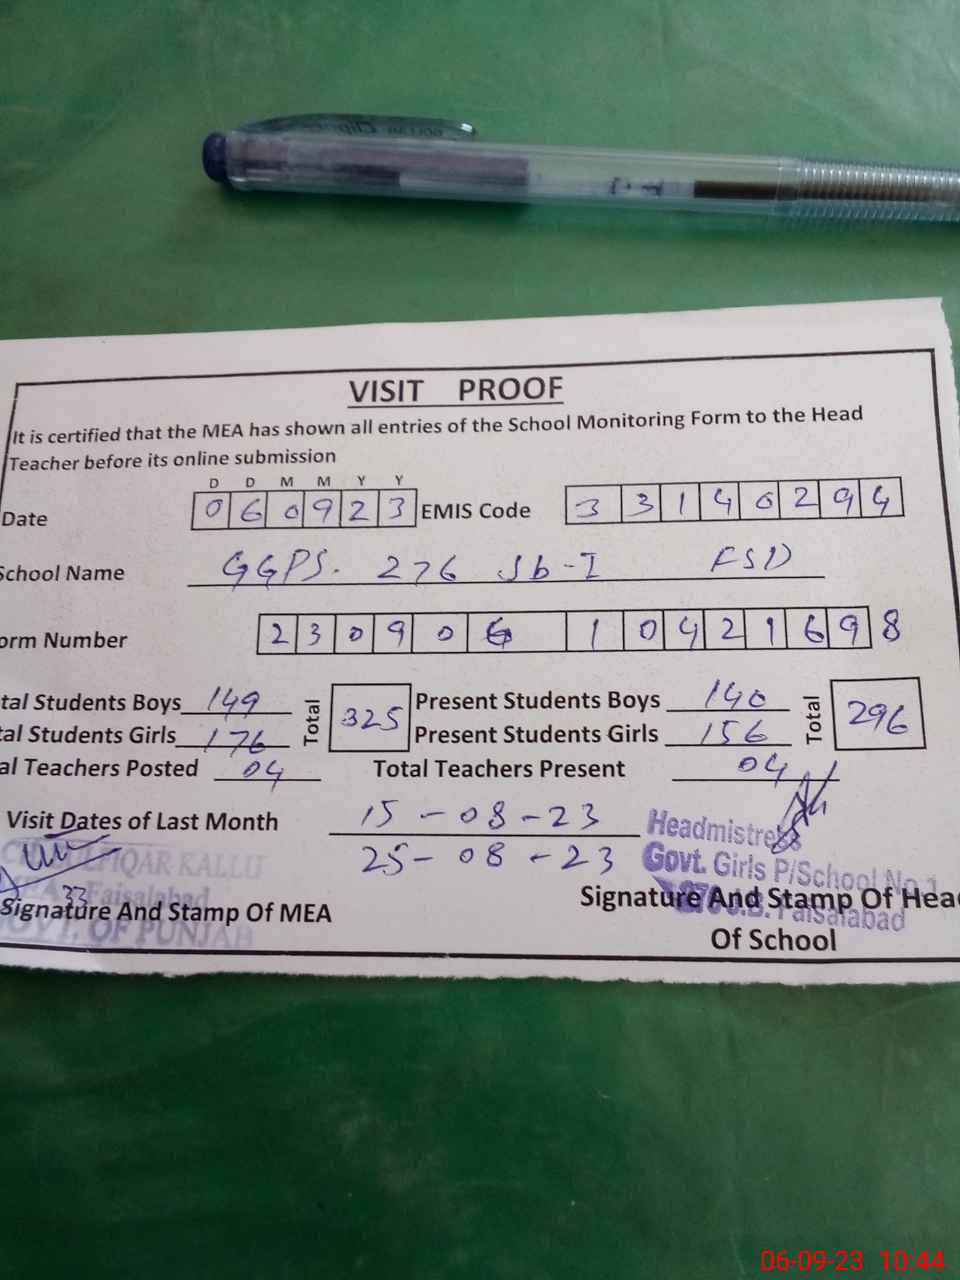 VISIT PROOF
It is certified that the MEA has shown all entries of the School Monitoring Form to the Head
Teacher before its online submission
D D M M Y Y
Date 0 6 0 9 2 3 EMIS Code 3 3 1 4 0 2 9 4
School Name GGPS. 276 Jb-I FSD
orm Number 2 3 0 9 0 6 1 0 4 2 1 6 9 8
tal Students Boys 149 Total 325 Present Students Boys 140 Total 296
tal Students Girls 176 Present Students Girls 156
al Teachers Posted 04 Total Teachers Present 04
Visit Dates of Last Month 15-08-23
25-08-23
Headmistress
Govt. Girls P/School No.1
J.B. Faisalabad
QAR KALLU
33 Faisalabad
GOVT. OF PUNJAB
Signature And Stamp Of MEA
Signature And Stamp Of Hea
Of School
06-09-23 10:44